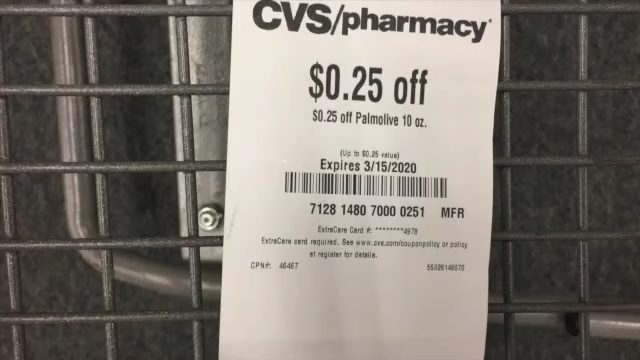 CVS/pharmacy
$0.25 off
$0.25 off Palmolive 10 oz.
(Up to $0.25 value)
Expires 3/15/2020
7128 1480 7000 0251 MFR
ExtraCare Card #: ********4978
ExtraCare card required. See www.cvs.com/couponpolicy or policy
at register for details.
CPN#: 46467 55328148070